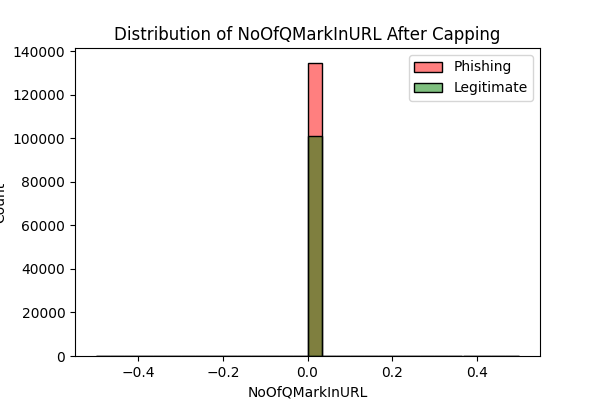 Distribution of NoOfQMarkInURL After Capping
140000
120000
100000
80000
60000
40000
20000
0
Count
Phishing
Legitimate
−0.4
−0.2
0.0
0.2
0.4
NoOfQMarkInURL